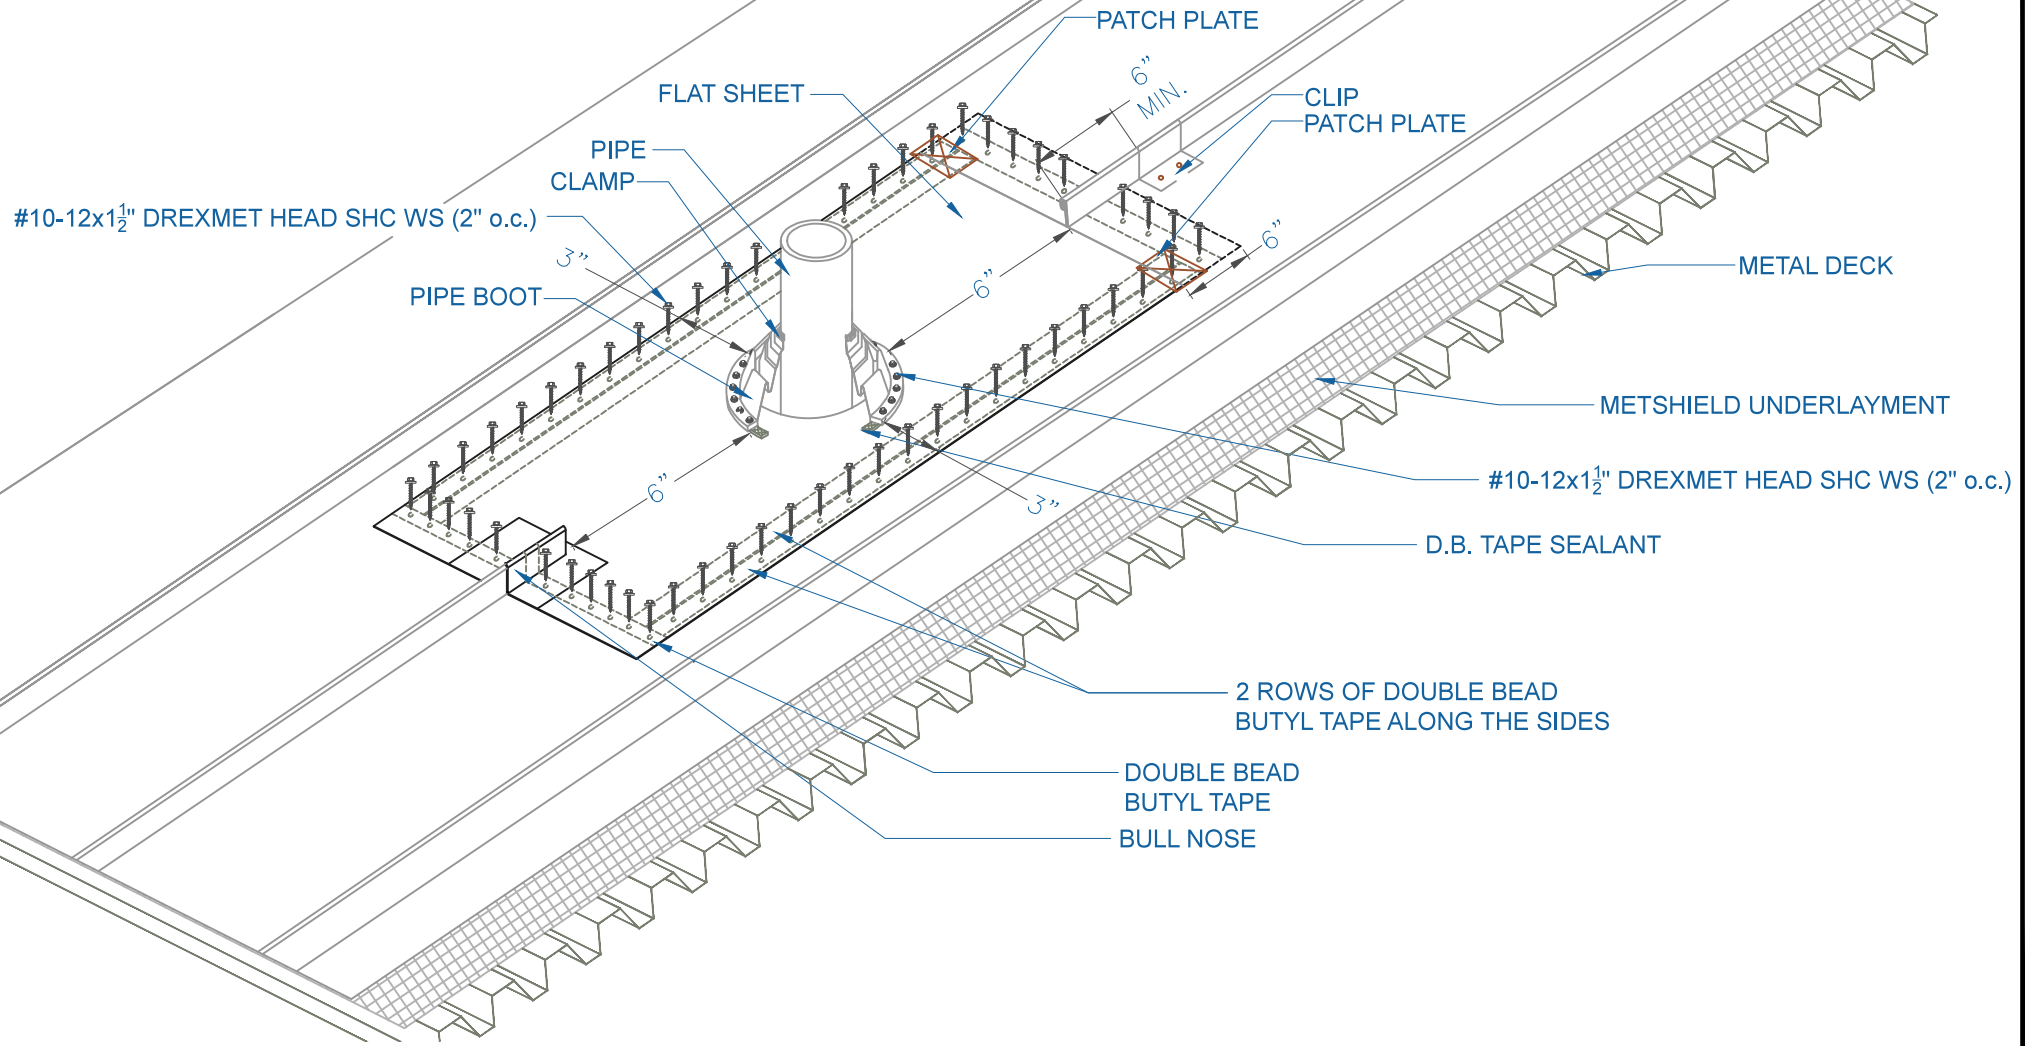 PATCH PLATE
6"
MIN.
FLAT SHEET
CLIP
PATCH PLATE
PIPE
CLAMP
#10-12x1½" DREXMET HEAD SHC WS (2" o.c.)
3"
6"
6"
METAL DECK
PIPE BOOT
METSHIELD UNDERLAYMENT
6"
#10-12x1½" DREXMET HEAD SHC WS (2" o.c.)
3"
D.B. TAPE SEALANT
2 ROWS OF DOUBLE BEAD
BUTYL TAPE ALONG THE SIDES
DOUBLE BEAD
BUTYL TAPE
BULL NOSE